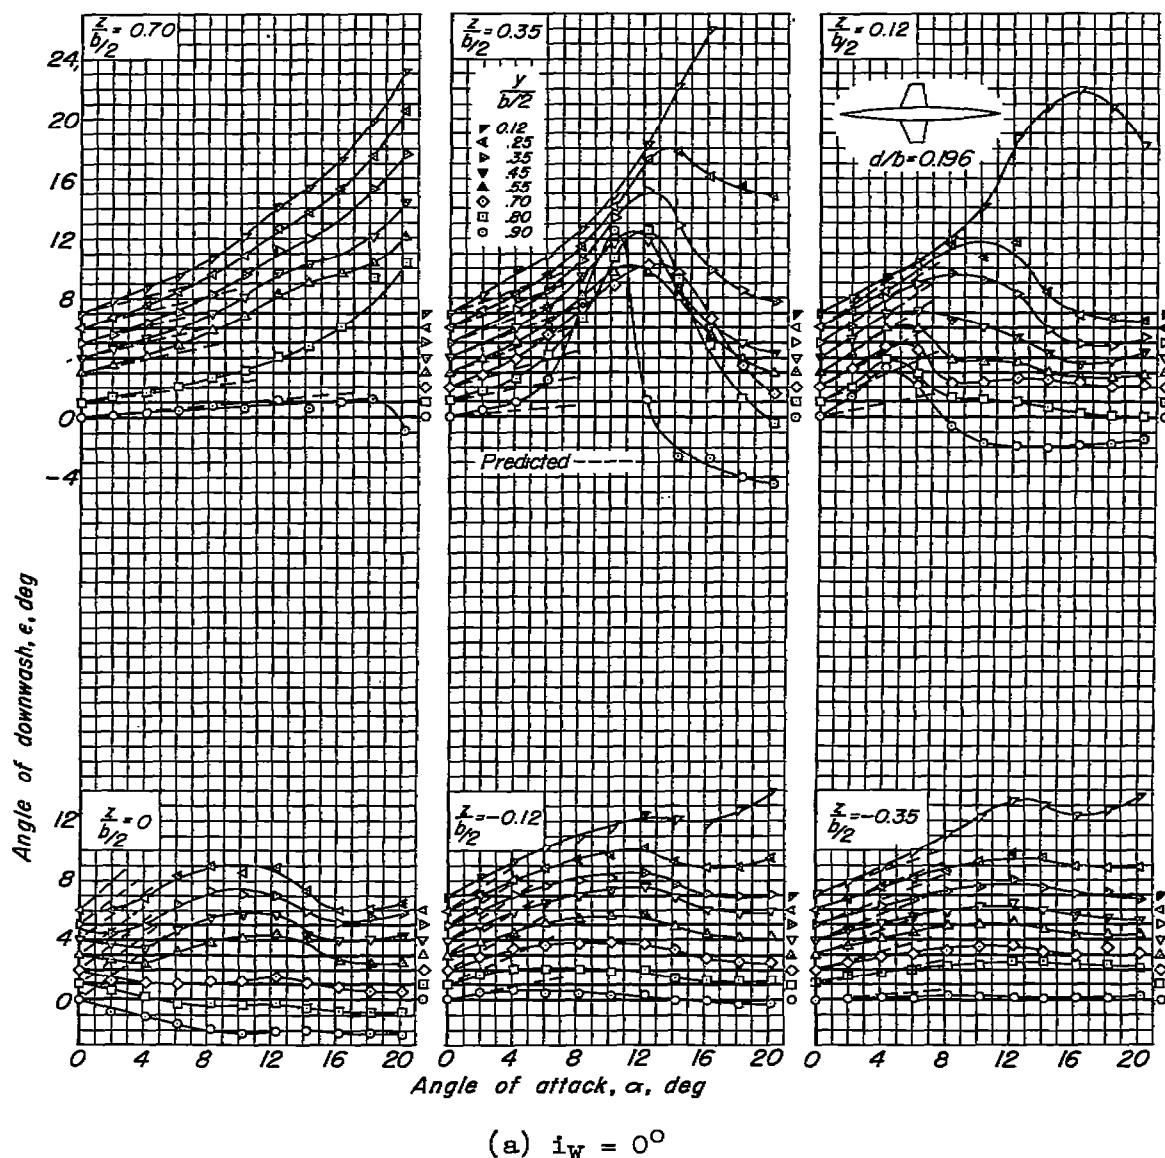 z/b/2 = 0.70
z/b/2 = 0.35
z/b/2 = 0.12
24
20
16
12
8
4
0
-4
y/b/2
0.12
.25
.35
.45
.55
.70
.80
.90
d/b=0.196
Predicted
Angle of downwash, ε, deg
z/b/2 = 0
z/b/2 = -0.12
z/b/2 = -0.35
12
8
4
0
0 4 8 12 16 20
0 4 8 12 16 20
0 4 8 12 16 20
Angle of attack, α, deg
(a) iW = 0°